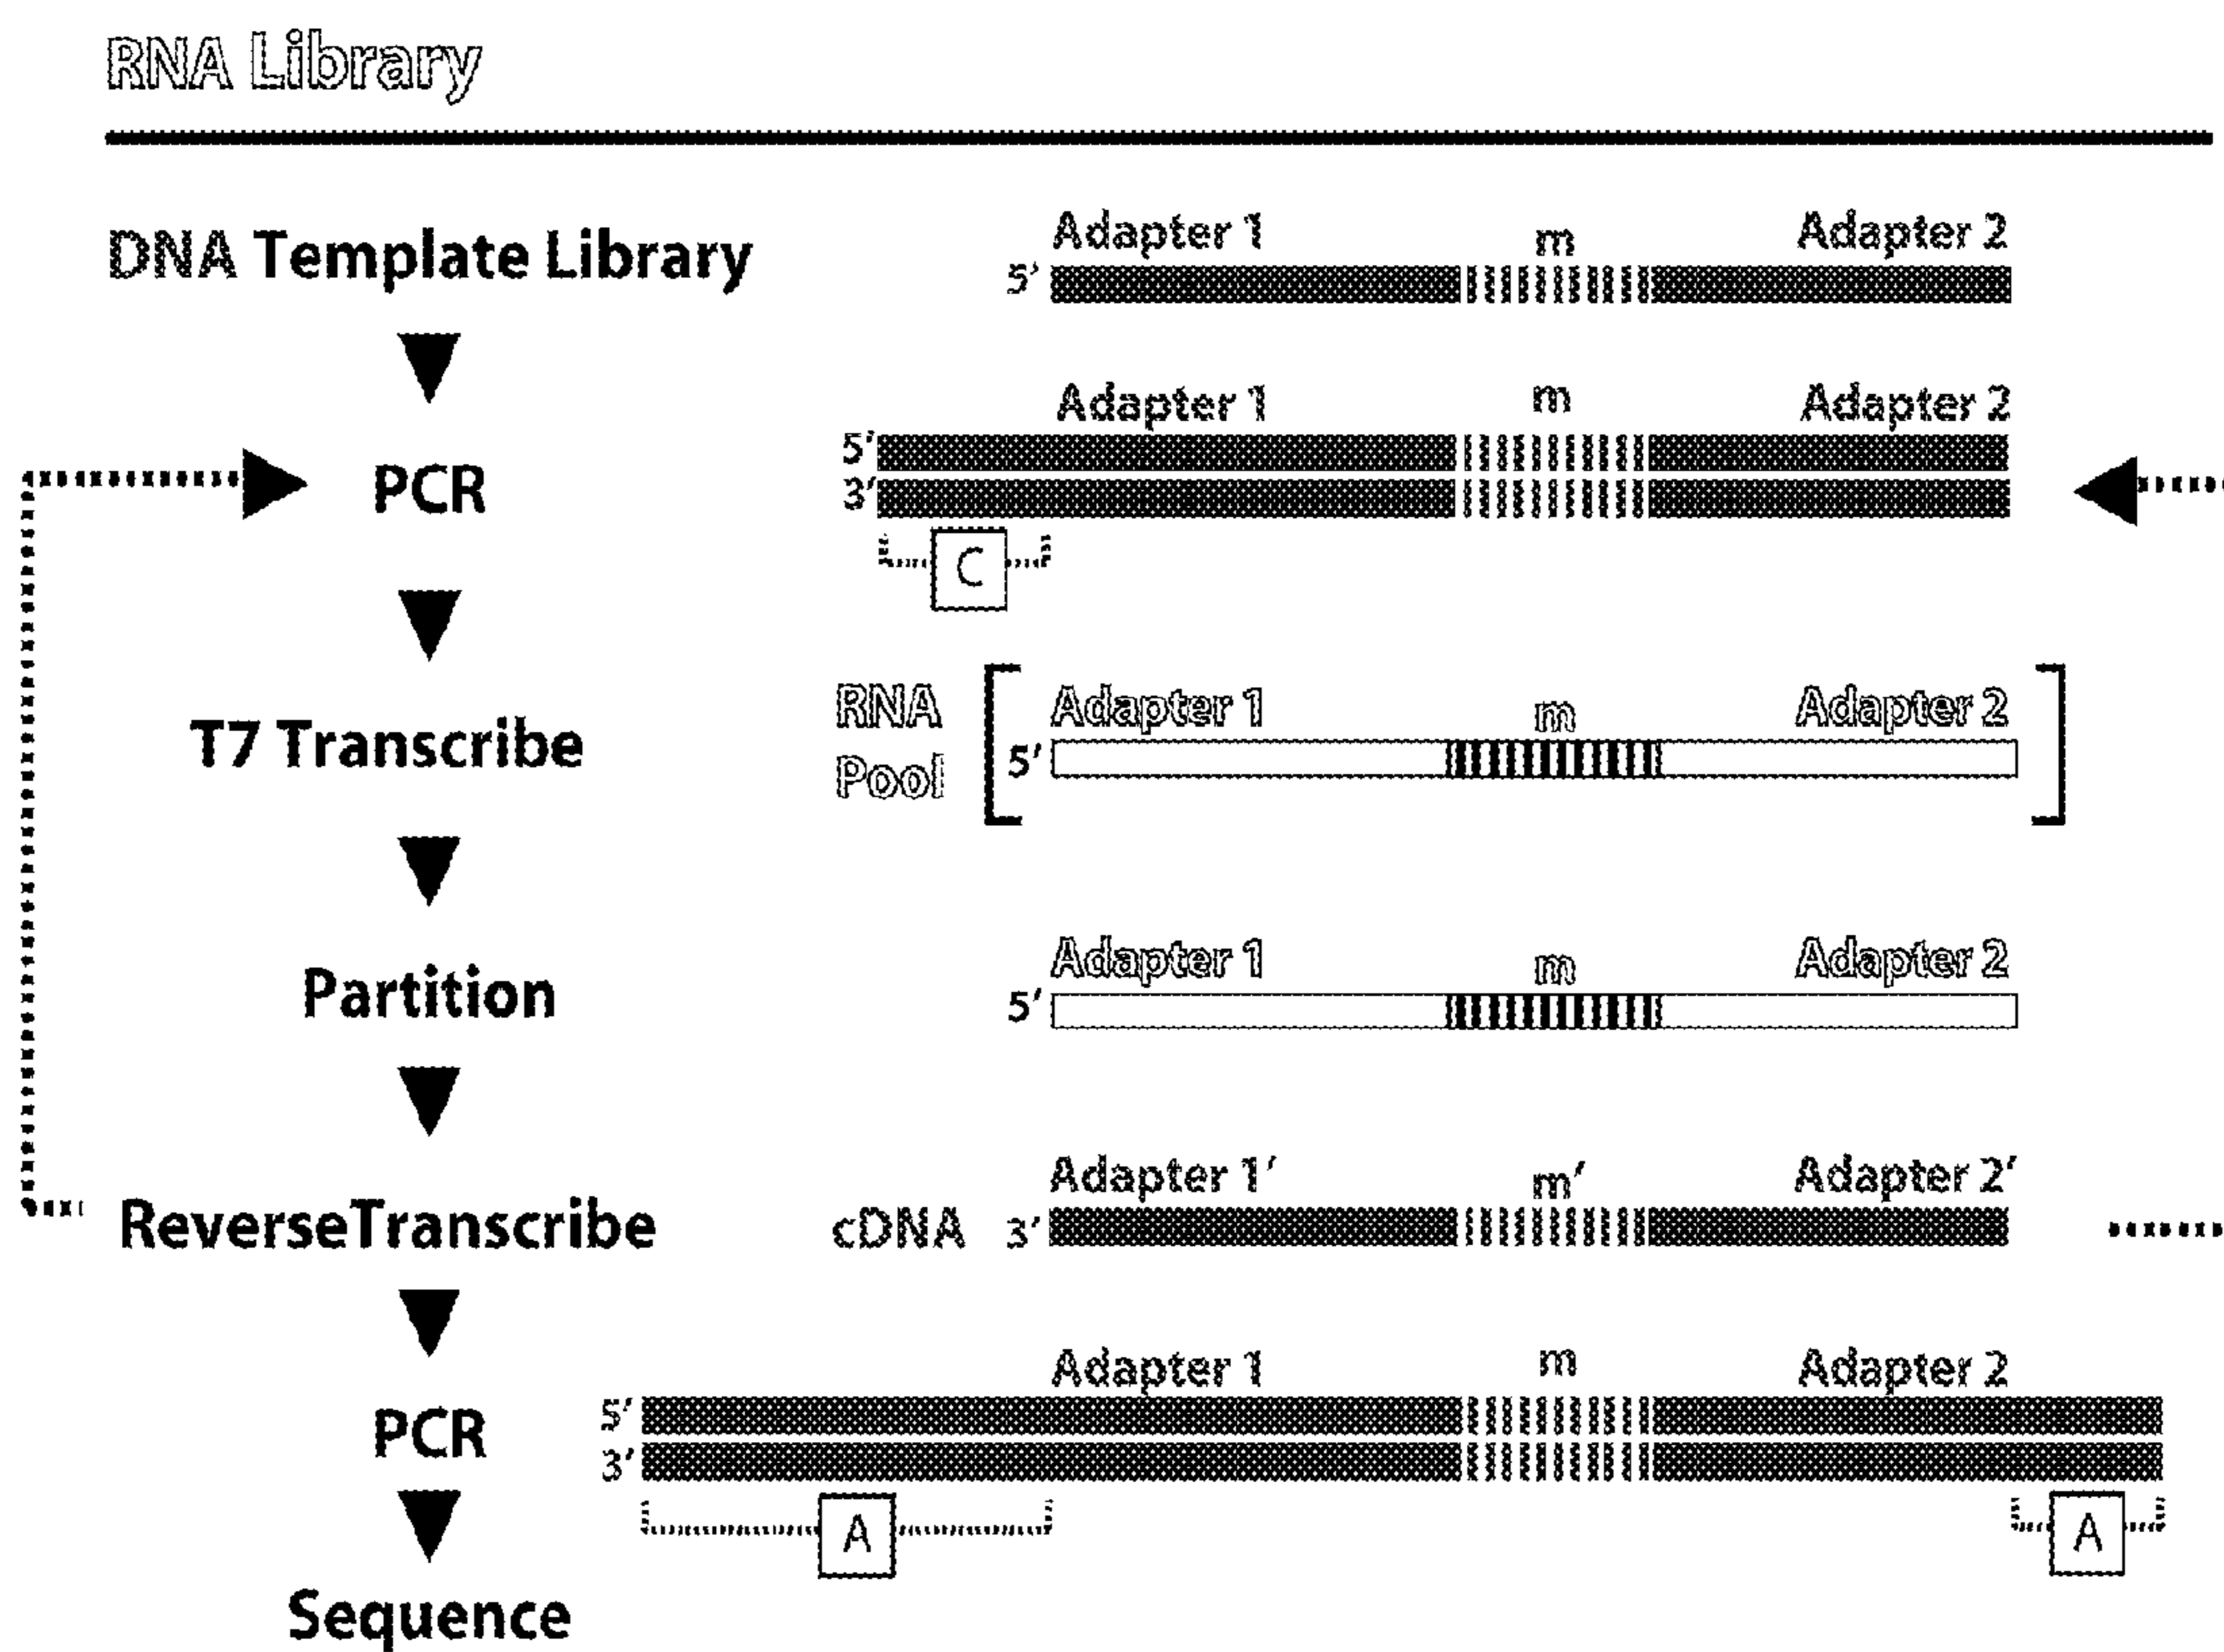 RNA Library
DNA Template Library
Adapter 1 m Adapter 2
5'
PCR
Adapter 1 m Adapter 2
5'
3'
C
T7 Transcribe
RNA Pool
Adapter 1 m Adapter 2
5'
Partition
Adapter 1 m Adapter 2
5'
ReverseTranscribe
cDNA
Adapter 1' m' Adapter 2'
3'
PCR
Adapter 1 m Adapter 2
5'
3'
A A
Sequence